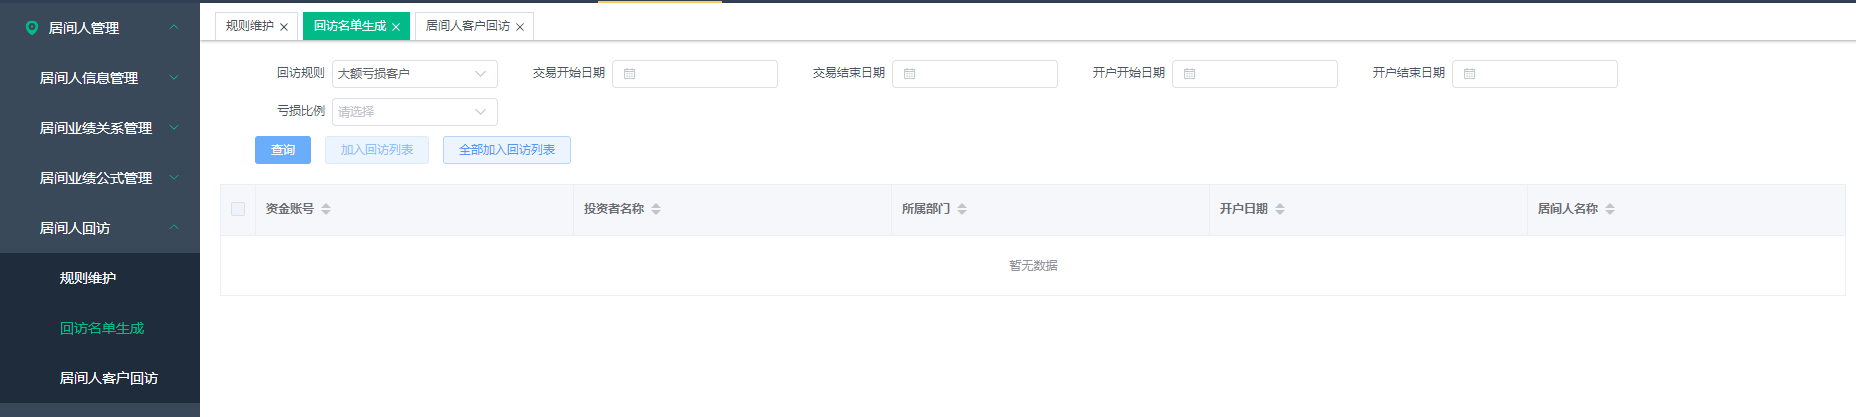 居间人管理
居间人信息管理
居间业绩关系管理
居间业绩公式管理
居间人回访
规则维护
回访名单生成
居间人客户回访
规则维护 回访名单生成 居间人客户回访
回访规则 大额亏损客户 交易开始日期 交易结束日期 开户开始日期 开户结束日期
亏损比例 请选择
查询 加入回访列表 全部加入回访列表
资金账号 投资者名称 所属部门 开户日期 居间人名称
暂无数据